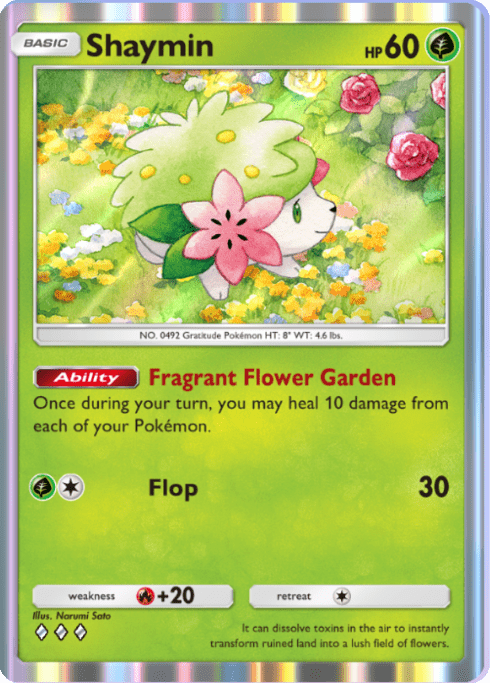 BASIC Shaymin HP 60
NO. 0492 Gratitude Pokémon HT: 8" WT: 4.6 lbs.
Ability Fragrant Flower Garden
Once during your turn, you may heal 10 damage from
each of your Pokémon.
Flop 30
weakness +20 retreat
Illus. Narumi Sato
It can dissolve toxins in the air to instantly
transform ruined land into a lush field of flowers.